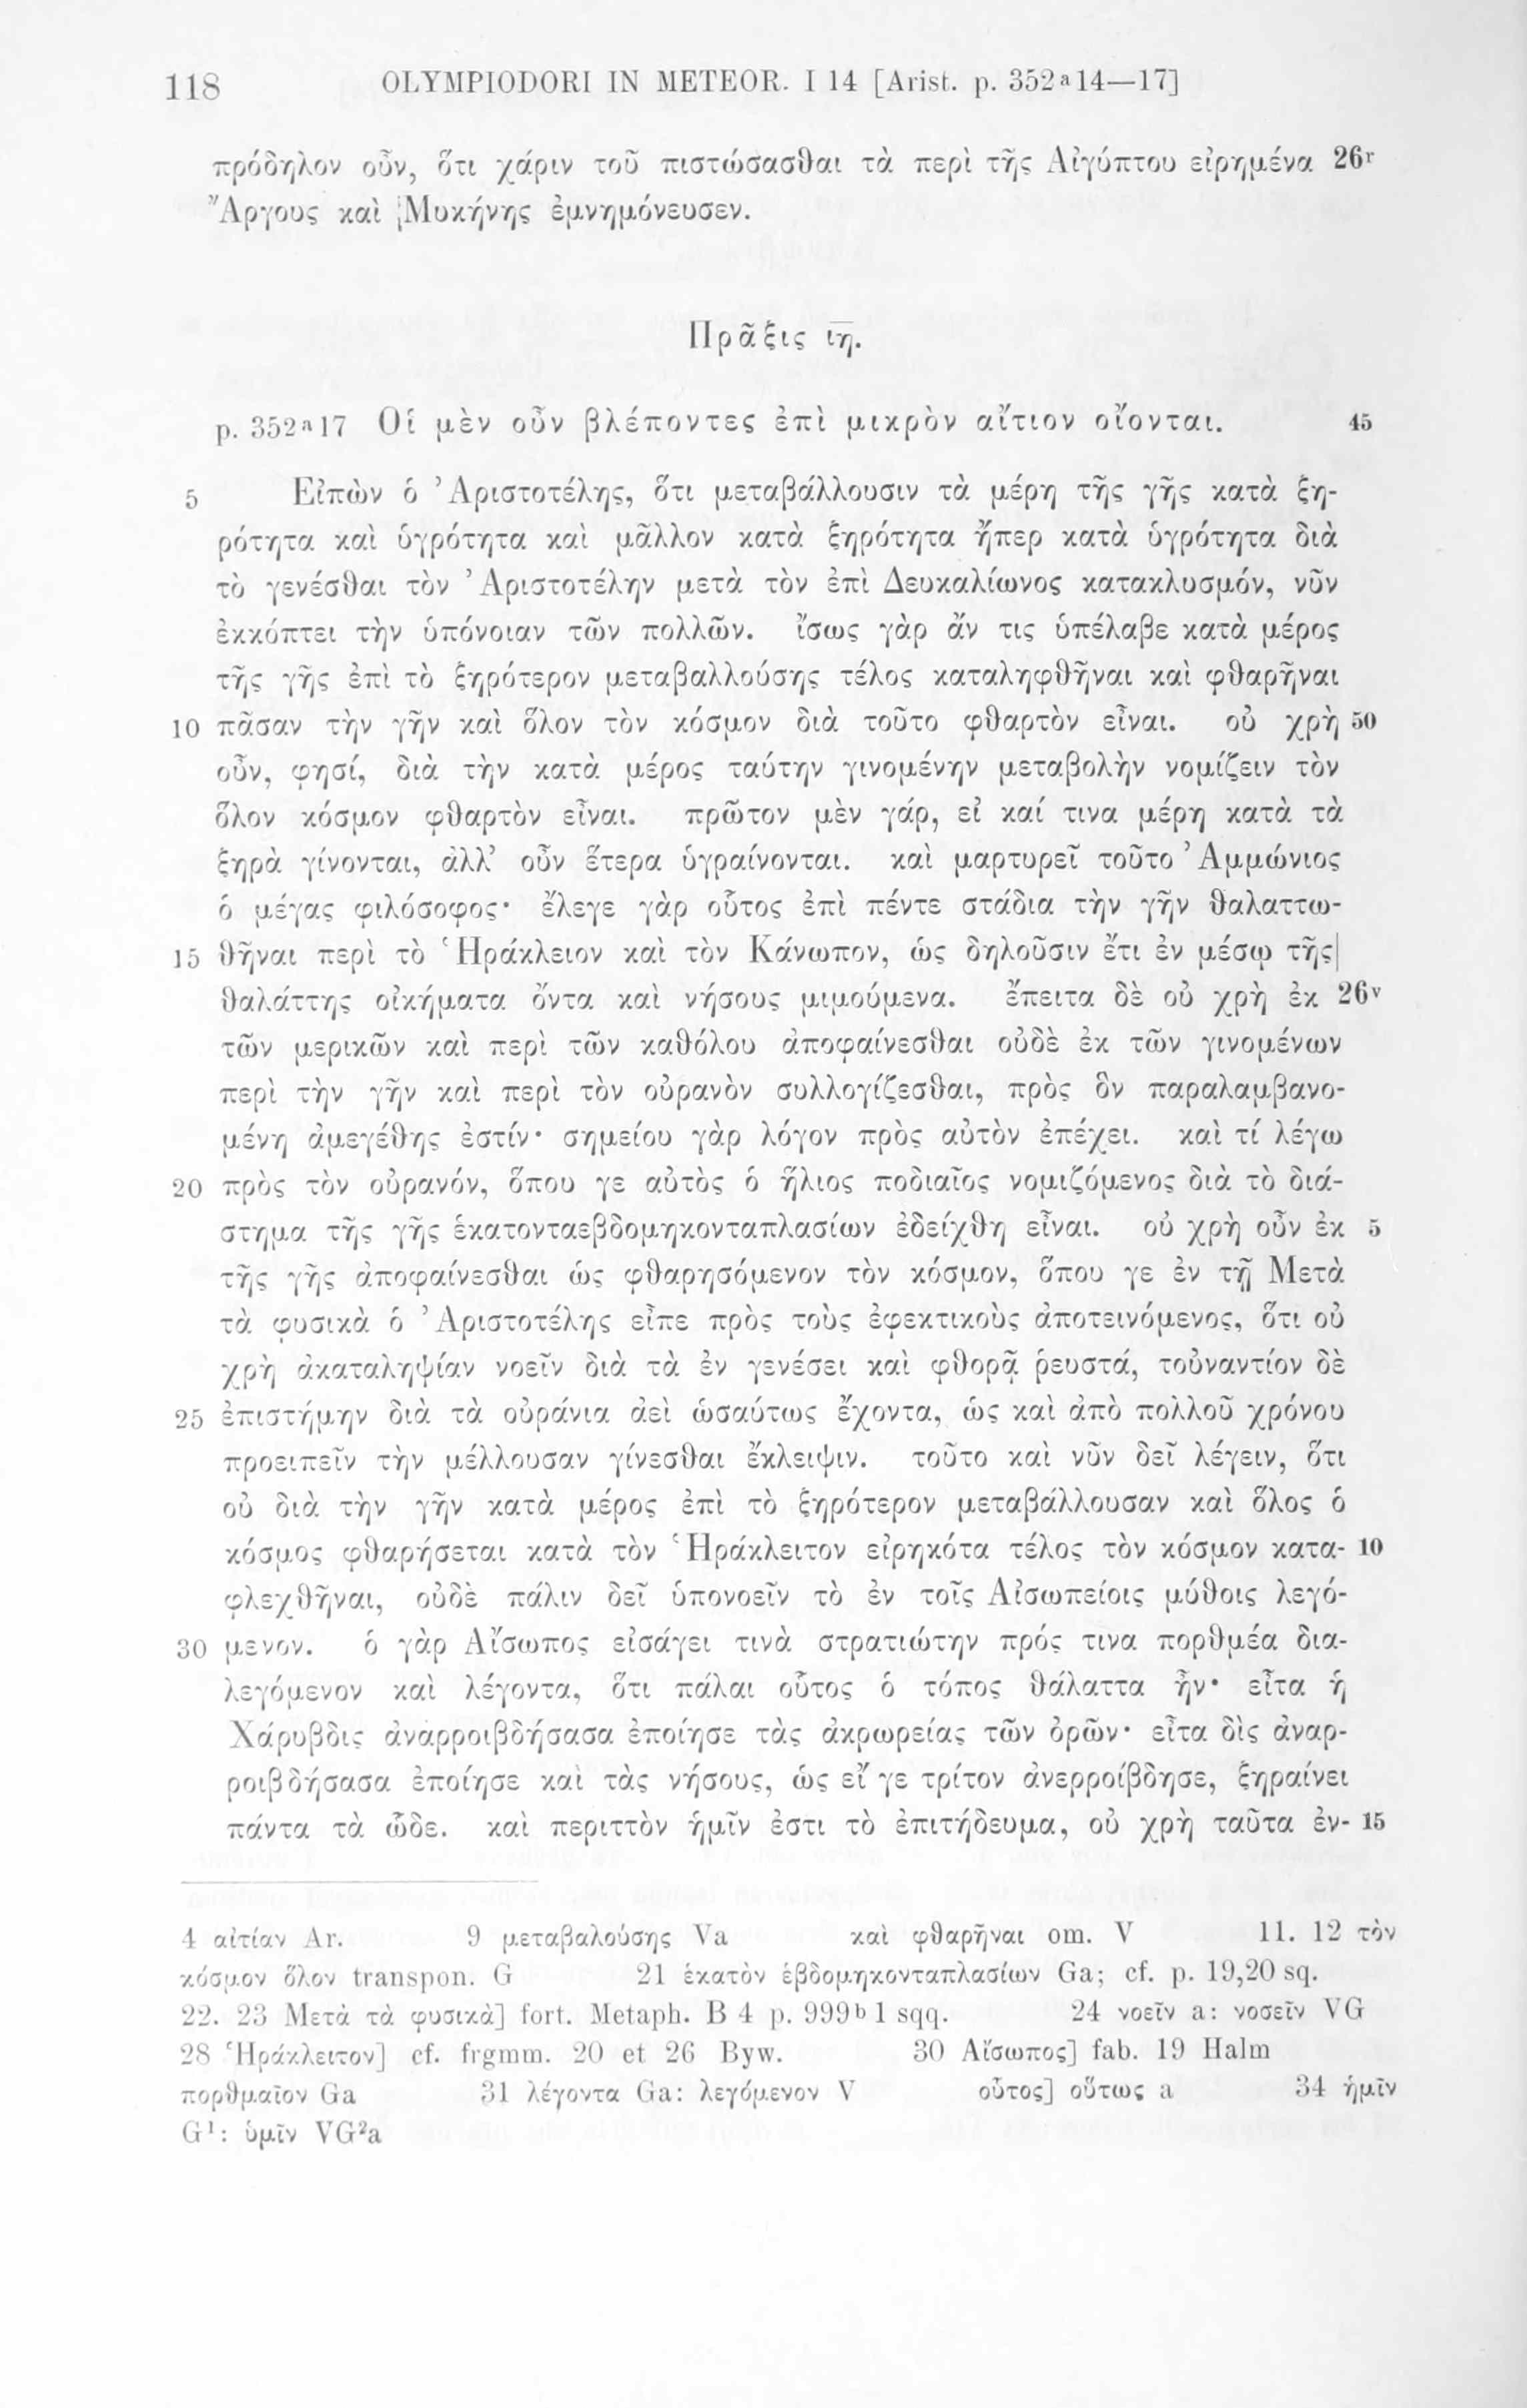 118 OLYMPIODORI IN METEOR. I 14 [Arist. p. 352ᵃ14—17]
πρόδηλον οὖν, ὅτι χάριν τοῦ πιστώσασθαι τὰ περὶ τῆς Αἰγύπτου εἰρημένα 26ʳ
Ἄργους καὶ |Μυκήνης ἐμνημόνευσεν.
Πρᾶξις ιη.
p. 352ᵃ17 Οἱ μὲν οὖν βλέποντες ἐπὶ μικρὸν αἴτιον οἴονται. 45
5 Εἰπὼν ὁ Ἀριστοτέλης, ὅτι μεταβάλλουσιν τὰ μέρη τῆς γῆς κατὰ ξη-
ρότητα καὶ ὑγρότητα καὶ μᾶλλον κατὰ ξηρότητα ἤπερ κατὰ ὑγρότητα διὰ
τὸ γενέσθαι τὸν Ἀριστοτέλην μετὰ τὸν ἐπὶ Δευκαλίωνος κατακλυσμόν, νῦν
ἐκκόπτει τὴν ὑπόνοιαν τῶν πολλῶν. ἴσως γὰρ ἄν τις ὑπέλαβε κατὰ μέρος
τῆς γῆς ἐπὶ τὸ ξηρότερον μεταβαλλούσης τέλος καταληφθῆναι καὶ φθαρῆναι
10 πᾶσαν τὴν γῆν καὶ ὅλον τὸν κόσμον διὰ τοῦτο φθαρτὸν εἶναι. οὐ χρὴ 50
οὖν, φησί, διὰ τὴν κατὰ μέρος ταύτην γινομένην μεταβολὴν νομίζειν τὸν
ὅλον κόσμον φθαρτὸν εἶναι. πρῶτον μὲν γάρ, εἰ καί τινα μέρη κατὰ τὰ
ξηρὰ γίνονται, ἀλλ' οὖν ἕτερα ὑγραίνονται. καὶ μαρτυρεῖ τοῦτο Ἀμμώνιος
ὁ μέγας φιλόσοφος· ἔλεγε γὰρ οὗτος ἐπὶ πέντε στάδια τὴν γῆν θαλαττω-
15 θῆναι περὶ τὸ Ἡράκλειον καὶ τὸν Κάνωπον, ὡς δηλοῦσιν ἔτι ἐν μέσῳ τῆς|
θαλάττης οἰκήματα ὄντα καὶ νήσους μιμούμενα. ἔπειτα δὲ οὐ χρὴ ἐκ 26ᵛ
τῶν μερικῶν καὶ περὶ τῶν καθόλου ἀποφαίνεσθαι οὐδὲ ἐκ τῶν γινομένων
περὶ τὴν γῆν καὶ περὶ τὸν οὐρανὸν συλλογίζεσθαι, πρὸς ὃν παραλαμβανο-
μένη ἀμεγέθης ἐστίν· σημείου γὰρ λόγον πρὸς αὐτὸν ἐπέχει. καὶ τί λέγω
20 πρὸς τὸν οὐρανόν, ὅπου γε αὐτὸς ὁ ἥλιος ποδιαῖος νομιζόμενος διὰ τὸ διά-
στημα τῆς γῆς ἑκατονταεβδομηκονταπλασίων ἐδείχθη εἶναι. οὐ χρὴ οὖν ἐκ 5
τῆς γῆς ἀποφαίνεσθαι ὡς φθαρησόμενον τὸν κόσμον, ὅπου γε ἐν τῇ Μετὰ
τὰ φυσικὰ ὁ Ἀριστοτέλης εἶπε πρὸς τοὺς ἐφεκτικοὺς ἀποτεινόμενος, ὅτι οὐ
χρὴ ἀκαταληψίαν νοεῖν διὰ τὰ ἐν γενέσει καὶ φθορᾷ ῥευστά, τοὐναντίον δὲ
25 ἐπιστήμην διὰ τὰ οὐράνια ἀεὶ ὡσαύτως ἔχοντα, ὡς καὶ ἀπὸ πολλοῦ χρόνου
προειπεῖν τὴν μέλλουσαν γίνεσθαι ἔκλειψιν. τοῦτο καὶ νῦν δεῖ λέγειν, ὅτι
οὐ διὰ τὴν γῆν κατὰ μέρος ἐπὶ τὸ ξηρότερον μεταβάλλουσαν καὶ ὅλος ὁ
κόσμος φθαρήσεται κατὰ τὸν Ἡράκλειτον εἰρηκότα τέλος τὸν κόσμον κατα- 10
φλεχθῆναι, οὐδὲ πάλιν δεῖ ὑπονοεῖν τὸ ἐν τοῖς Αἰσωπείοις μύθοις λεγό-
30 μενον. ὁ γὰρ Αἴσωπος εἰσάγει τινὰ στρατιώτην πρός τινα πορθμέα δια-
λεγόμενον καὶ λέγοντα, ὅτι πάλαι οὗτος ὁ τόπος θάλαττα ἦν· εἶτα ἡ
Χάρυβδις ἀναρροιβδήσασα ἐποίησε τὰς ἀκρωρείας τῶν ὀρῶν· εἶτα δὶς ἀναρ-
ροιβδήσασα ἐποίησε καὶ τὰς νήσους, ὡς εἴ γε τρίτον ἀνερροίβδησε, ξηραίνει
πάντα τὰ ὧδε. καὶ περιττὸν ἡμῖν ἐστι τὸ ἐπιτήδευμα, οὐ χρὴ ταῦτα ἐν- 15
4 αἰτίαν Ar. 9 μεταβαλούσης Va καὶ φθαρῆναι om. V 11. 12 τὸν
κόσμον ὅλον transpon. G 21 ἑκατὸν ἑβδομηκονταπλασίων Ga; cf. p. 19,20 sq.
22. 23 Μετὰ τὰ φυσικὰ] fort. Metaph. B 4 p. 999ᵇ1 sqq. 24 νοεῖν a: νοσεῖν VG
28 Ἡράκλειτον] cf. frgmm. 20 et 26 Byw. 30 Αἴσωπος] fab. 19 Halm
πορθμαῖον Ga 31 λέγοντα Ga: λεγόμενον V οὗτος] οὕτως a 34 ἡμῖν
G¹: ὑμῖν VG²a